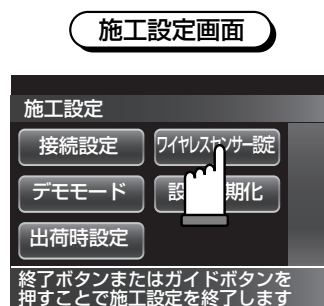 施工設定画面
施工設定
接続設定
ワイヤレスセンサー設定
デモモード
設 期化
出荷時設定
終了ボタンまたはガイドボタンを
押すことで施工設定を終了します